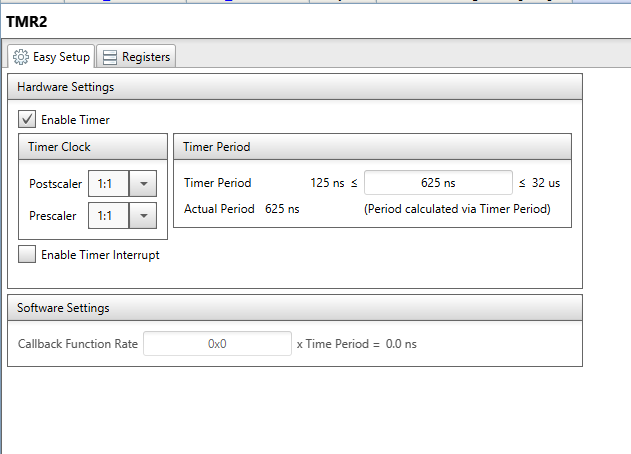 TMR2
Easy Setup Registers
Hardware Settings
Enable Timer
Timer Clock
Postscaler 1:1
Prescaler 1:1
Timer Period
Timer Period 125 ns ≤ 625 ns ≤ 32 us
Actual Period 625 ns (Period calculated via Timer Period)
Enable Timer Interrupt
Software Settings
Callback Function Rate 0x0 x Time Period = 0.0 ns